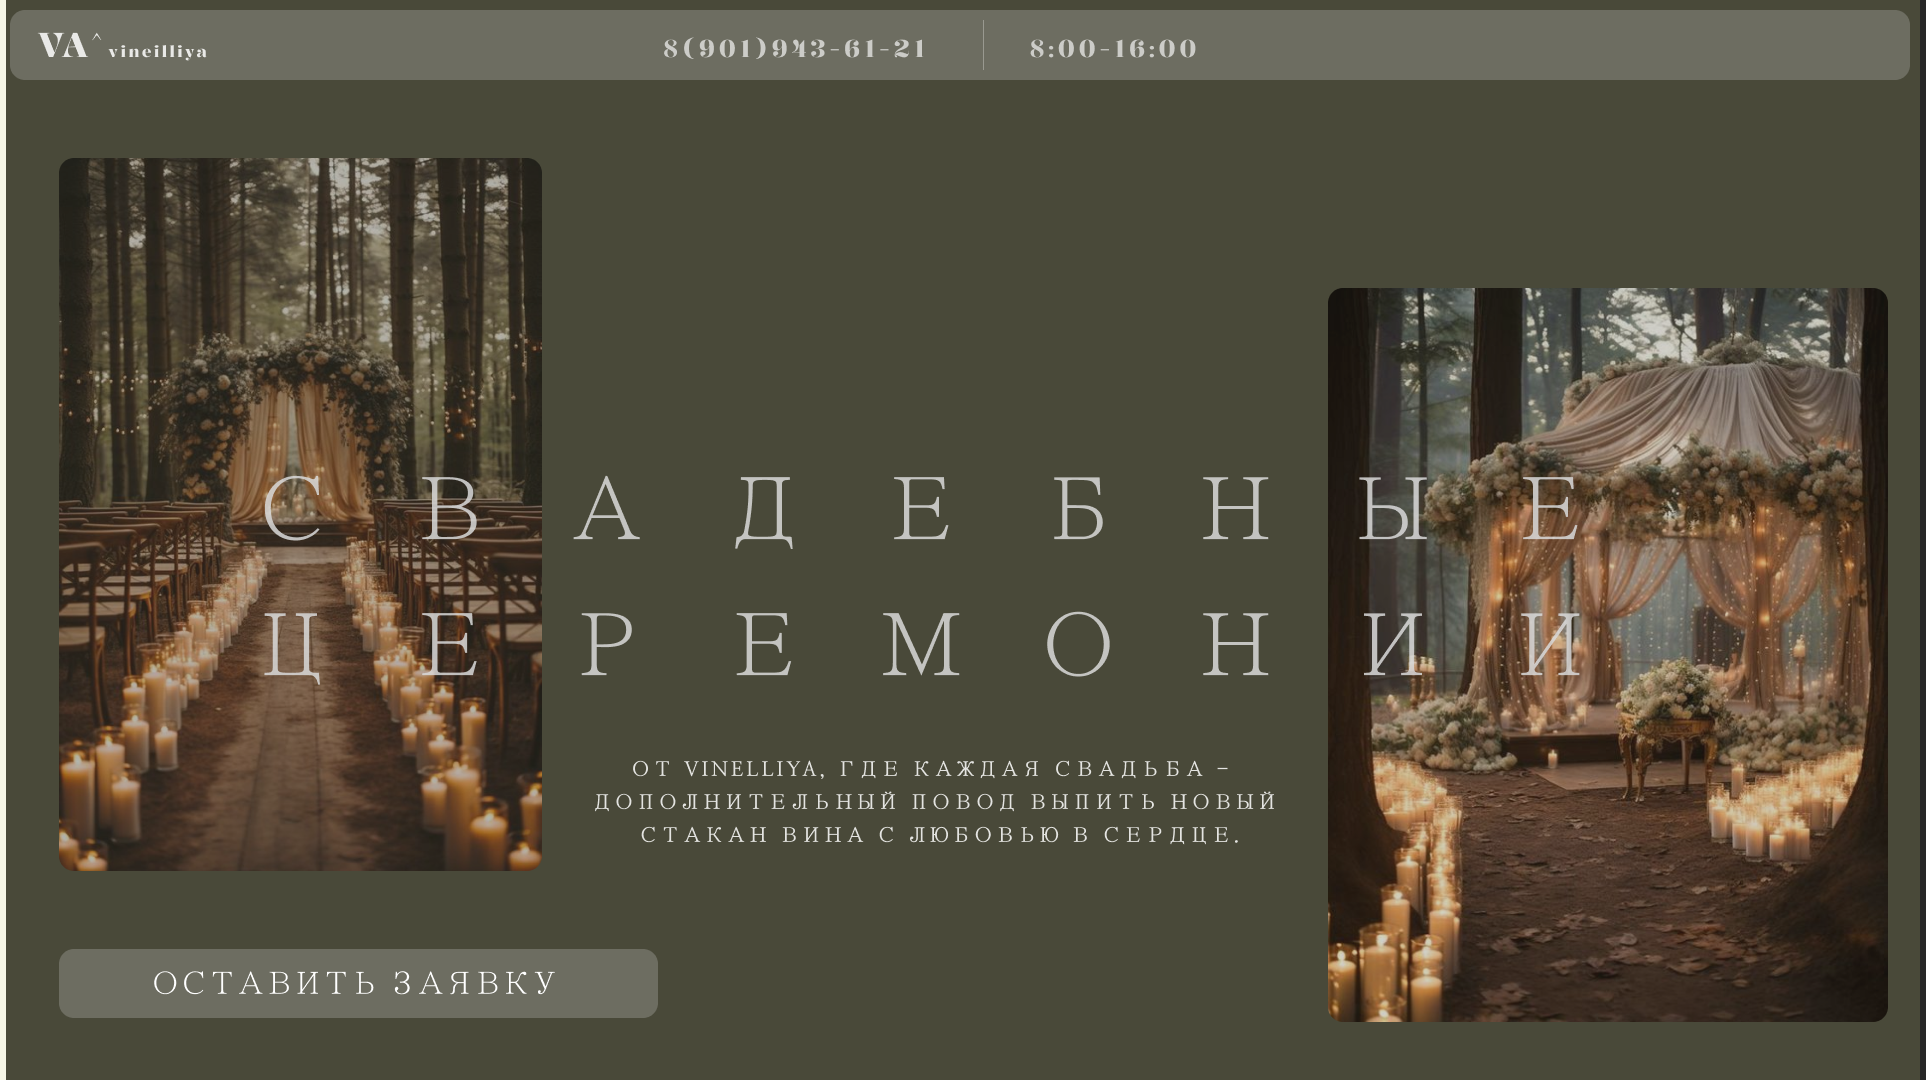 VA^ vineilliya
8(901)943-61-21
8:00-16:00
СВАДЕБНЫЕ
ЦЕРЕМОНИИ
ОТ VINELLIYA, ГДЕ КАЖДАЯ СВАДЬБА –
ДОПОЛНИТЕЛЬНЫЙ ПОВОД ВЫПИТЬ НОВЫЙ
СТАКАН ВИНА С ЛЮБОВЬЮ В СЕРДЦЕ.
ОСТАВИТЬ ЗАЯВКУ